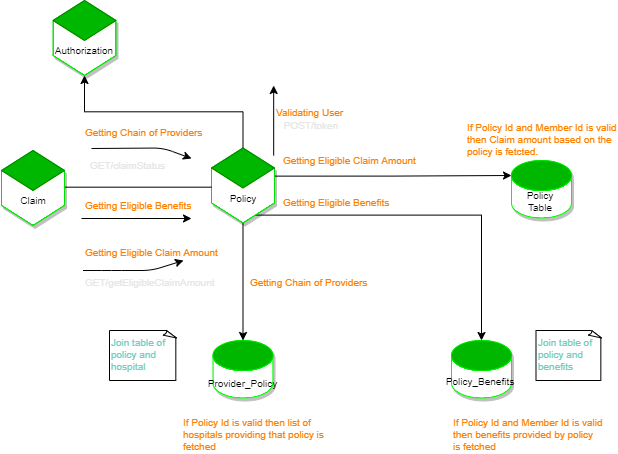 Authorization
Validating User
POST/token
Getting Chain of Providers
GET/claimStatus
If Policy Id and Member Id is valid
then Claim amount based on the
policy is fetcted.
Getting Eligible Claim Amount
Claim
Policy
Policy
Table
Getting Eligible Benefits
Getting Eligible Benefits
Getting Eligible Claim Amount
GET/getEligibleClaimAmount
Getting Chain of Providers
Join table of
policy and
hospital
Provider_Policy
Policy_Benefits
Join table of
policy and
benefits
If Policy Id is valid then list of
hospitals providing that policy is
fetched
If Policy Id and Member Id is valid
then benefits provided by policy
is fetched